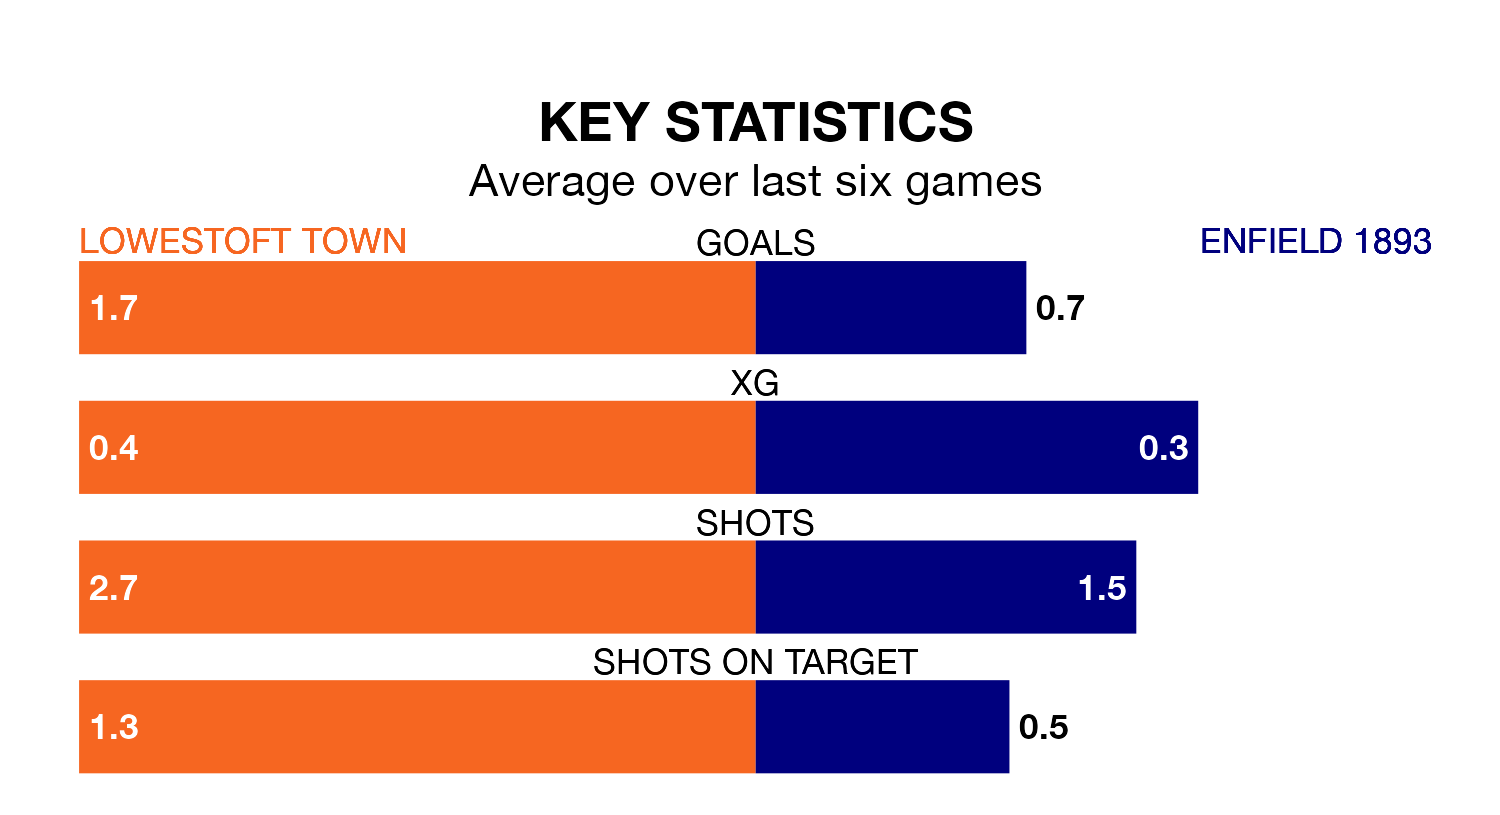 KEY STATISTICS
Average over last six games
LOWESTOFT TOWN GOALS ENFIELD 1893
1.7 0.7
XG
0.4 0.3
SHOTS
2.7 1.5
SHOTS ON TARGET
1.3 0.5